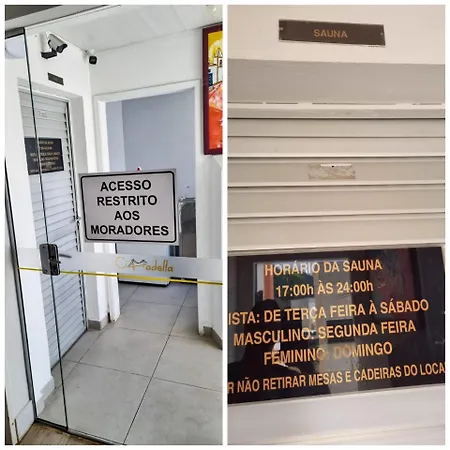 ACESSO
RESTRITO
AOS
MORADORES
SAUNA
HORÁRIO DA SAUNA
17:00h ÀS 24:00h
ISTA: DE TERÇA FEIRA À SÁBADO
MASCULINO: SEGUNDA FEIRA
FEMININO: DOMINGO
R NÃO RETIRAR MESAS E CADEIRAS DO LOCA